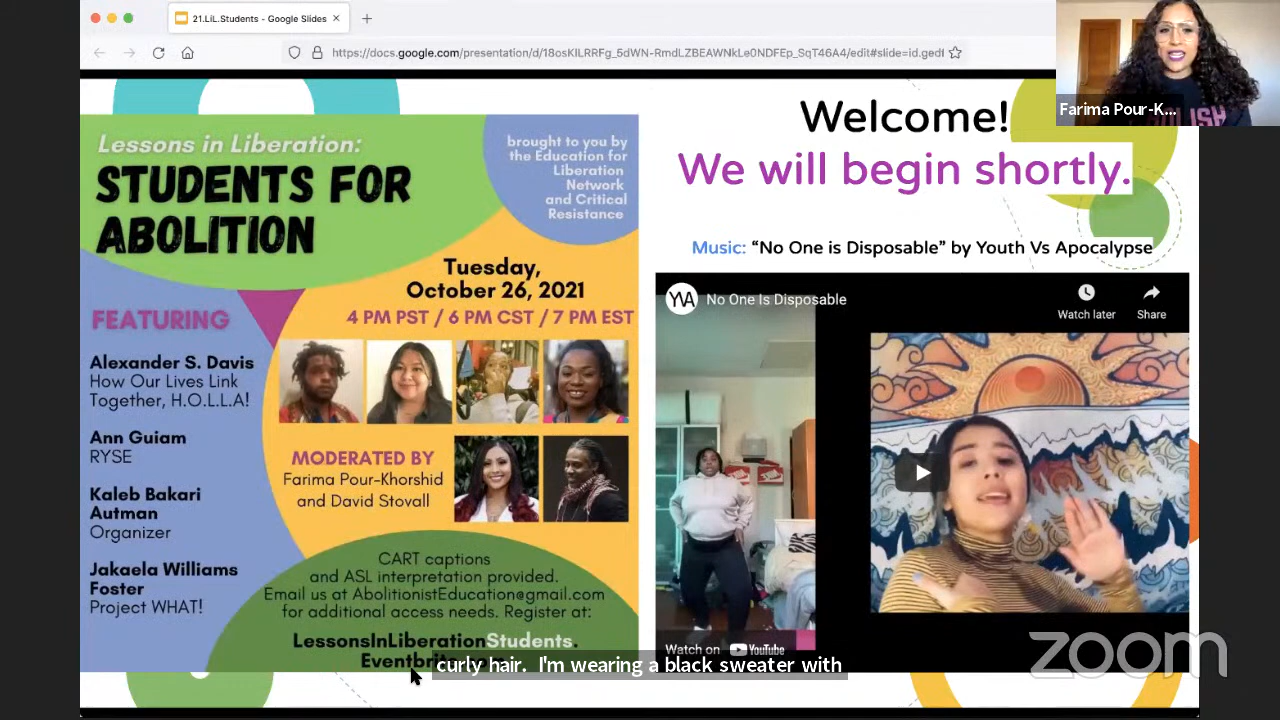 21.LiL.Students - Google Slides
https://docs.google.com/presentation/d/18osKILRRFg_5dWN-RmdLZBEAWNkLe0NDFEp_SqT46A4/edit#slide=id.gedf
Farima Pour-K...
Lessons in Liberation:
STUDENTS FOR
ABOLITION
brought to you by
the Education for
Liberation
Network
and Critical
Resistance
Tuesday,
October 26, 2021
4 PM PST / 6 PM CST / 7 PM EST
FEATURING
Alexander S. Davis
How Our Lives Link
Together, H.O.L.L.A!
Ann Guiam
RYSE
Kaleb Bakari
Autman
Organizer
Jakaela Williams
Foster
Project WHAT!
MODERATED BY
Farima Pour-Khorshid
and David Stovall
CART captions
and ASL interpretation provided.
Email us at AbolitionistEducation@gmail.com
for additional access needs. Register at:
LessonsInLiberationStudents.
Welcome!
We will begin shortly.
Music: “No One is Disposable” by Youth Vs Apocalypse
YVA
No One Is Disposable
Watch later
Share
Watch on YouTube
zoom
curly hair. I'm wearing a black sweater with